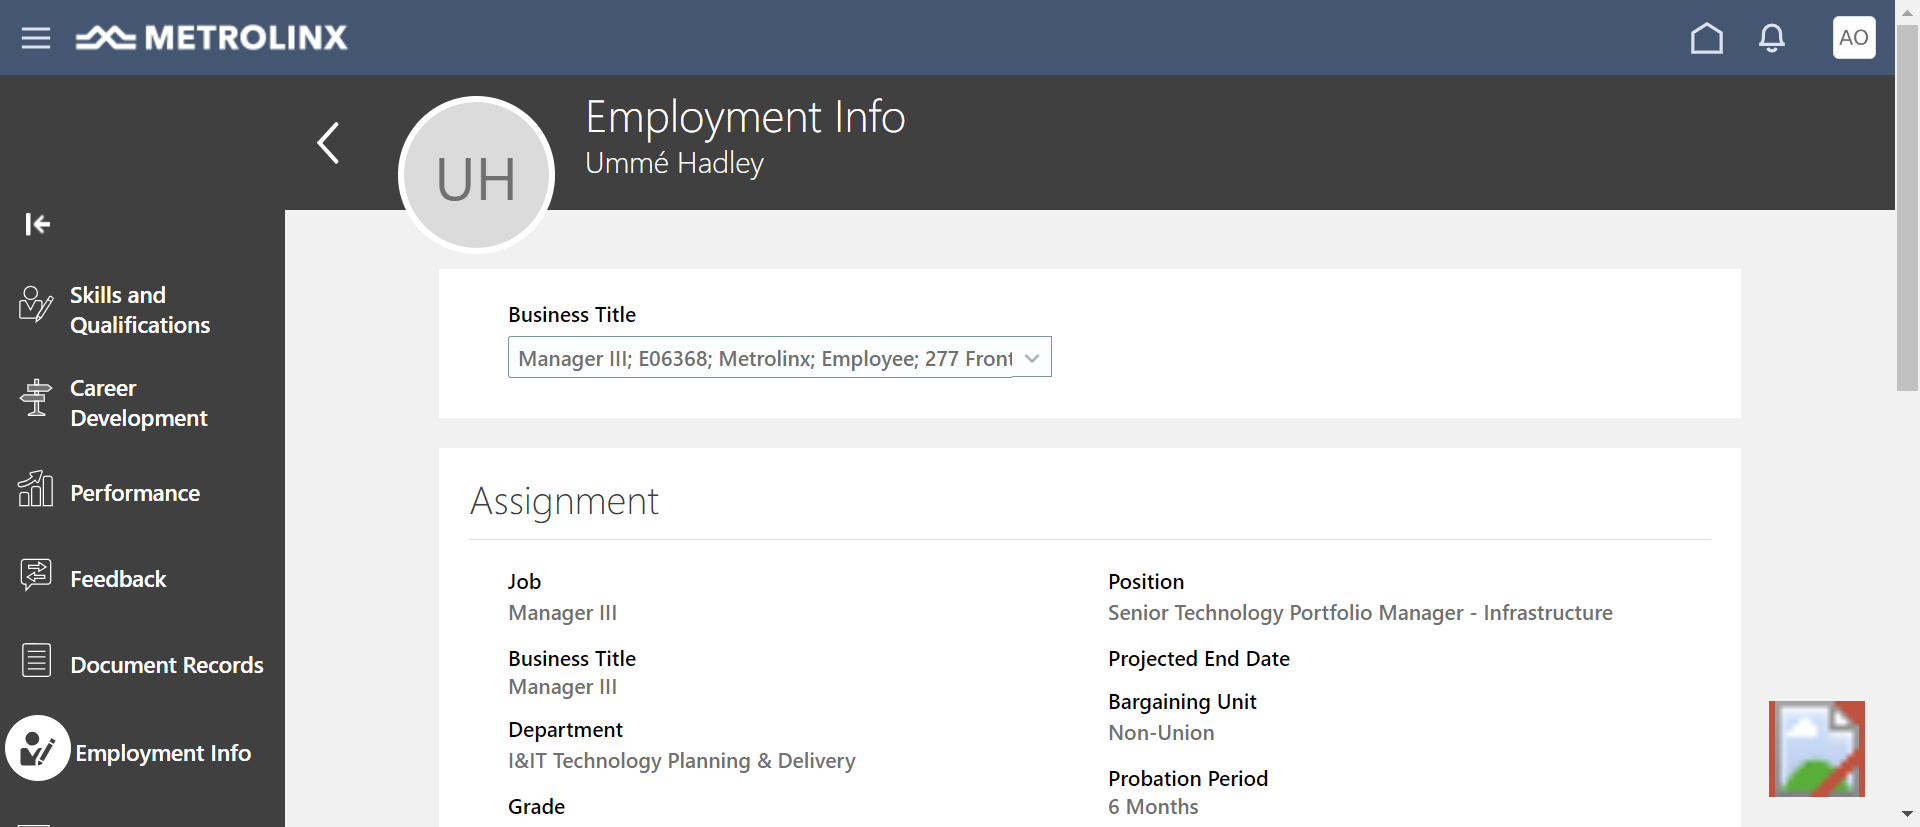 METROLINX
AO
Employment Info
Ummé Hadley
UH
Skills and
Qualifications
Career
Development
Performance
Feedback
Document Records
Employment Info
Business Title
Manager III; E06368; Metrolinx; Employee; 277 Front
Assignment
Job
Manager III
Business Title
Manager III
Department
I&IT Technology Planning & Delivery
Grade
Position
Senior Technology Portfolio Manager - Infrastructure
Projected End Date
Bargaining Unit
Non-Union
Probation Period
6 Months